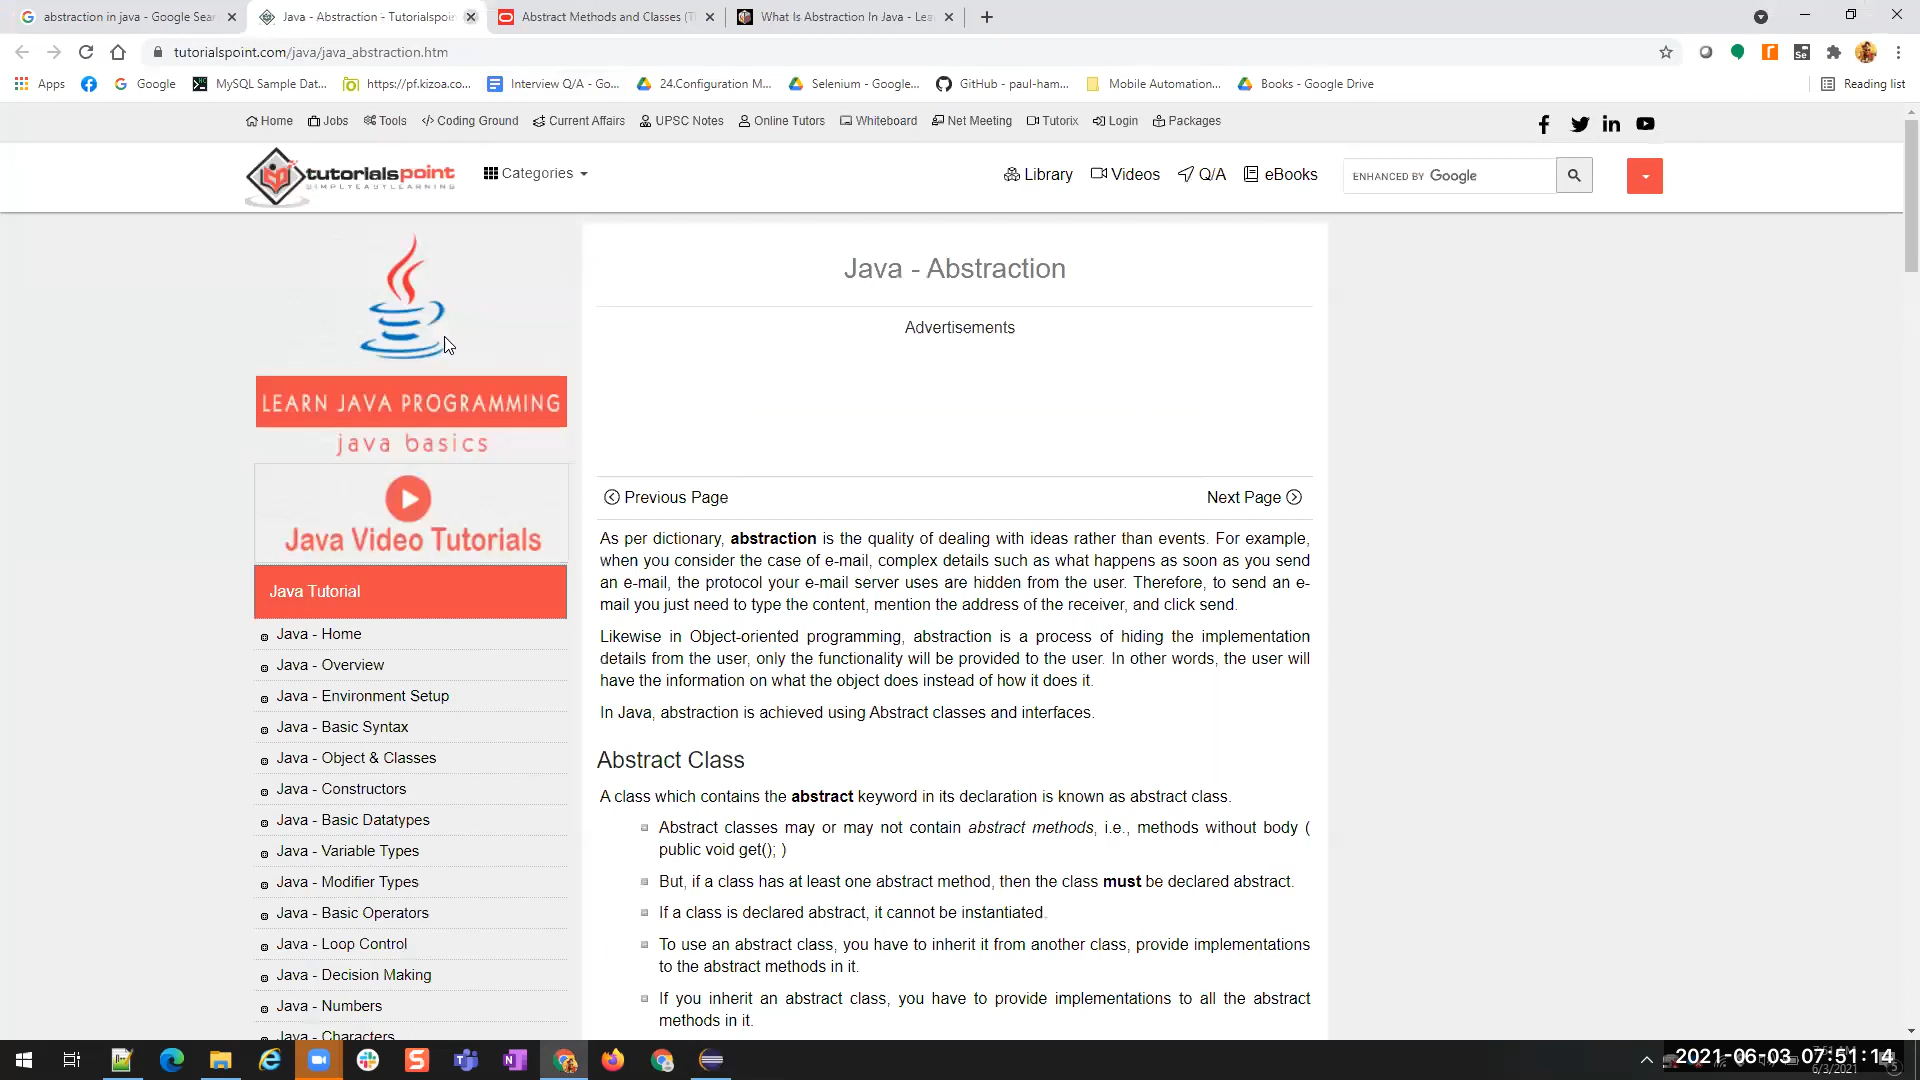 abstraction in java - Google Sear
Java - Abstraction - Tutorialspoin
Abstract Methods and Classes (T
What Is Abstraction In Java - Lea
tutorialspoint.com/java/java_abstraction.htm
Apps
Google
MySQL Sample Dat...
https://pf.kizoa.co...
Interview Q/A - Go...
24.Configuration M...
Selenium - Google...
GitHub - paul-ham...
Mobile Automation...
Books - Google Drive
Reading list
Home
Jobs
Tools
</> Coding Ground
Current Affairs
UPSC Notes
Online Tutors
Whiteboard
Net Meeting
Tutorix
Login
Packages
tutorialspoint
SIMPLYEASYLEARNING
Categories
Library
Videos
Q/A
eBooks
ENHANCED BY Google
LEARN JAVA PROGRAMMING
java basics
Java Video Tutorials
Java Tutorial
Java - Home
Java - Overview
Java - Environment Setup
Java - Basic Syntax
Java - Object & Classes
Java - Constructors
Java - Basic Datatypes
Java - Variable Types
Java - Modifier Types
Java - Basic Operators
Java - Loop Control
Java - Decision Making
Java - Numbers
Java - Characters
Java - Abstraction
Advertisements
Previous Page
Next Page
As per dictionary, abstraction is the quality of dealing with ideas rather than events. For example,
when you consider the case of e-mail, complex details such as what happens as soon as you send
an e-mail, the protocol your e-mail server uses are hidden from the user. Therefore, to send an e-
mail you just need to type the content, mention the address of the receiver, and click send.
Likewise in Object-oriented programming, abstraction is a process of hiding the implementation
details from the user, only the functionality will be provided to the user. In other words, the user will
have the information on what the object does instead of how it does it.
In Java, abstraction is achieved using Abstract classes and interfaces.
Abstract Class
A class which contains the abstract keyword in its declaration is known as abstract class.
Abstract classes may or may not contain abstract methods, i.e., methods without body (
public void get(); )
But, if a class has at least one abstract method, then the class must be declared abstract.
If a class is declared abstract, it cannot be instantiated.
To use an abstract class, you have to inherit it from another class, provide implementations
to the abstract methods in it.
If you inherit an abstract class, you have to provide implementations to all the abstract
methods in it.
2021-06-03 07:51:14
6/3/2021